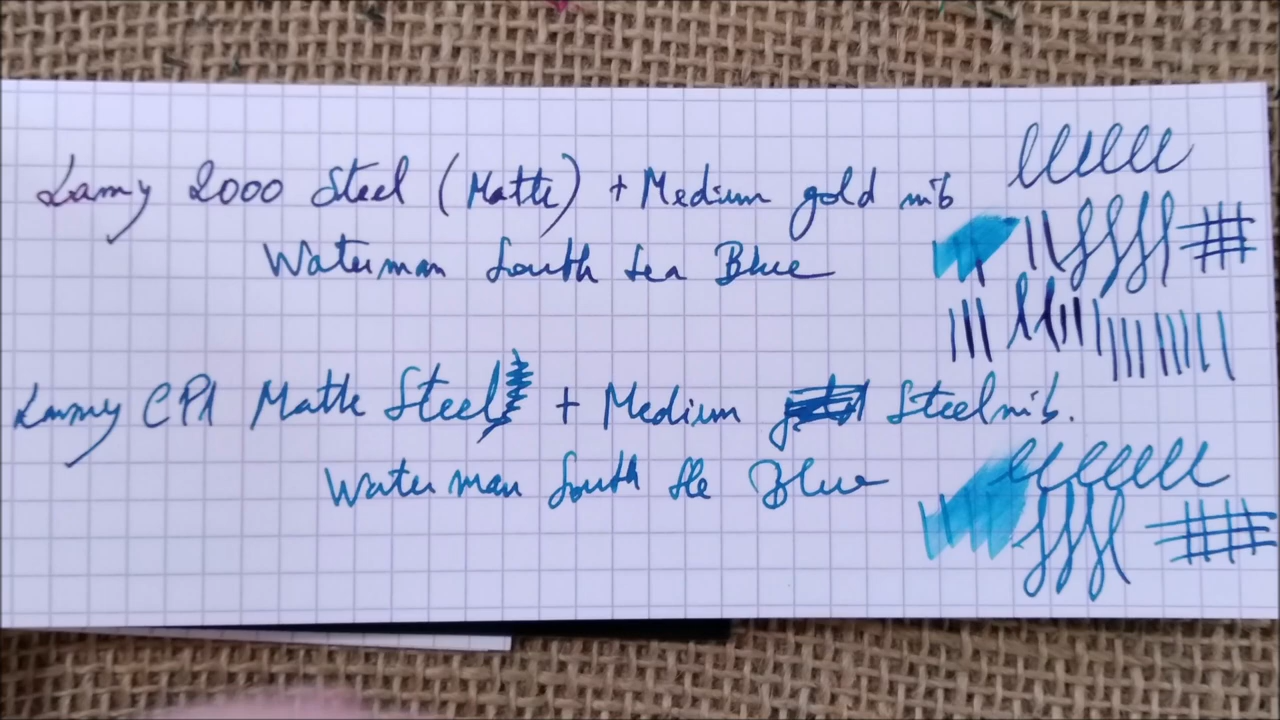 Lamy 2000 Steel (Matte) + Medium gold nib
Waterman South Sea Blue
Lamy CP1 Matte Steel + Medium Steel nib.
Waterman South Se Blue